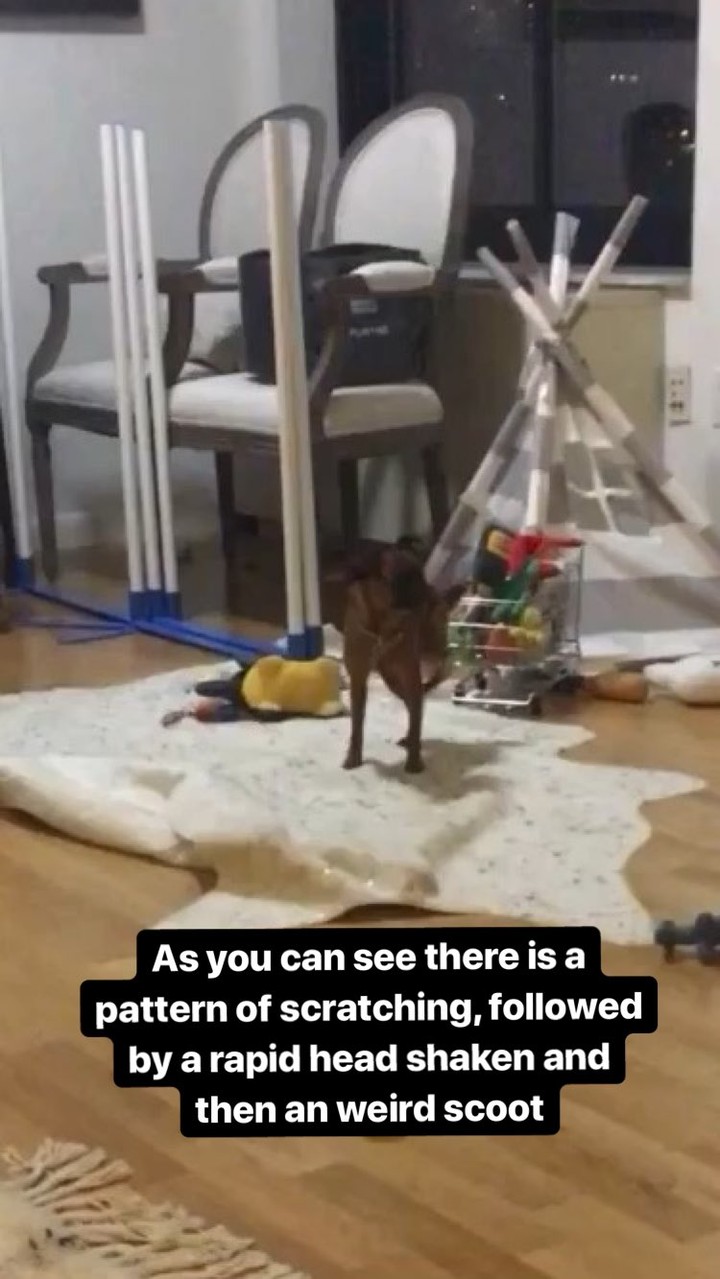 As you can see there is a
pattern of scratching, followed
by a rapid head shaken and
then an weird scoot